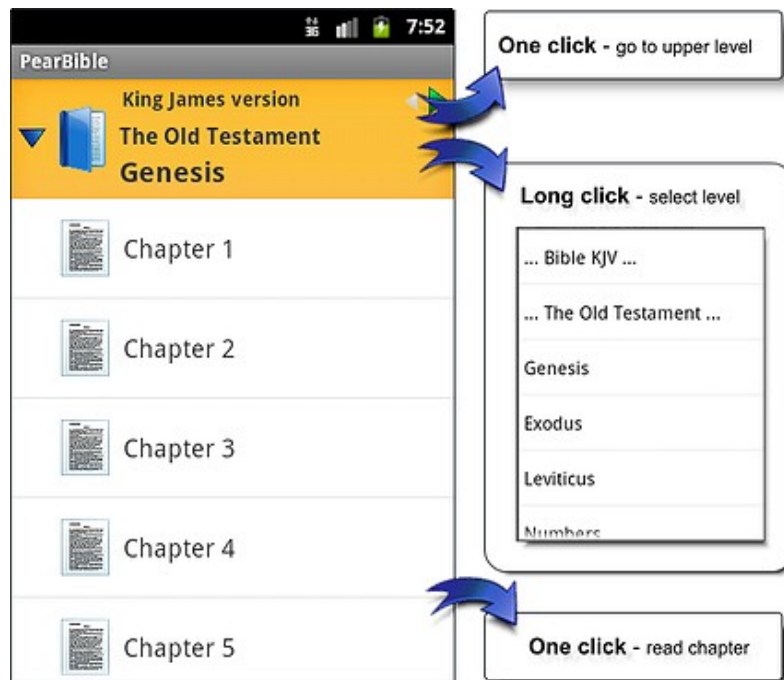 3G 7:52
PearBible
King James version
The Old Testament
Genesis
Chapter 1
Chapter 2
Chapter 3
Chapter 4
Chapter 5
One click - go to upper level
Long click - select level
... Bible KJV ...
... The Old Testament ...
Genesis
Exodus
Leviticus
Numbers
One click - read chapter